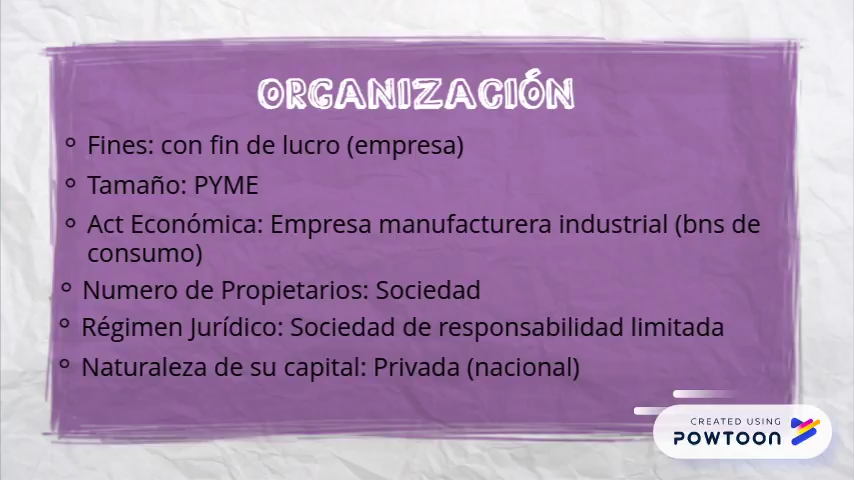 ORGANIZACIÓN
Fines: con fin de lucro (empresa)
Tamaño: PYME
Act Económica: Empresa manufacturera industrial (bns de
consumo)
Numero de Propietarios: Sociedad
Régimen Jurídico: Sociedad de responsabilidad limitada
Naturaleza de su capital: Privada (nacional)
CREATED USING
POWTOON